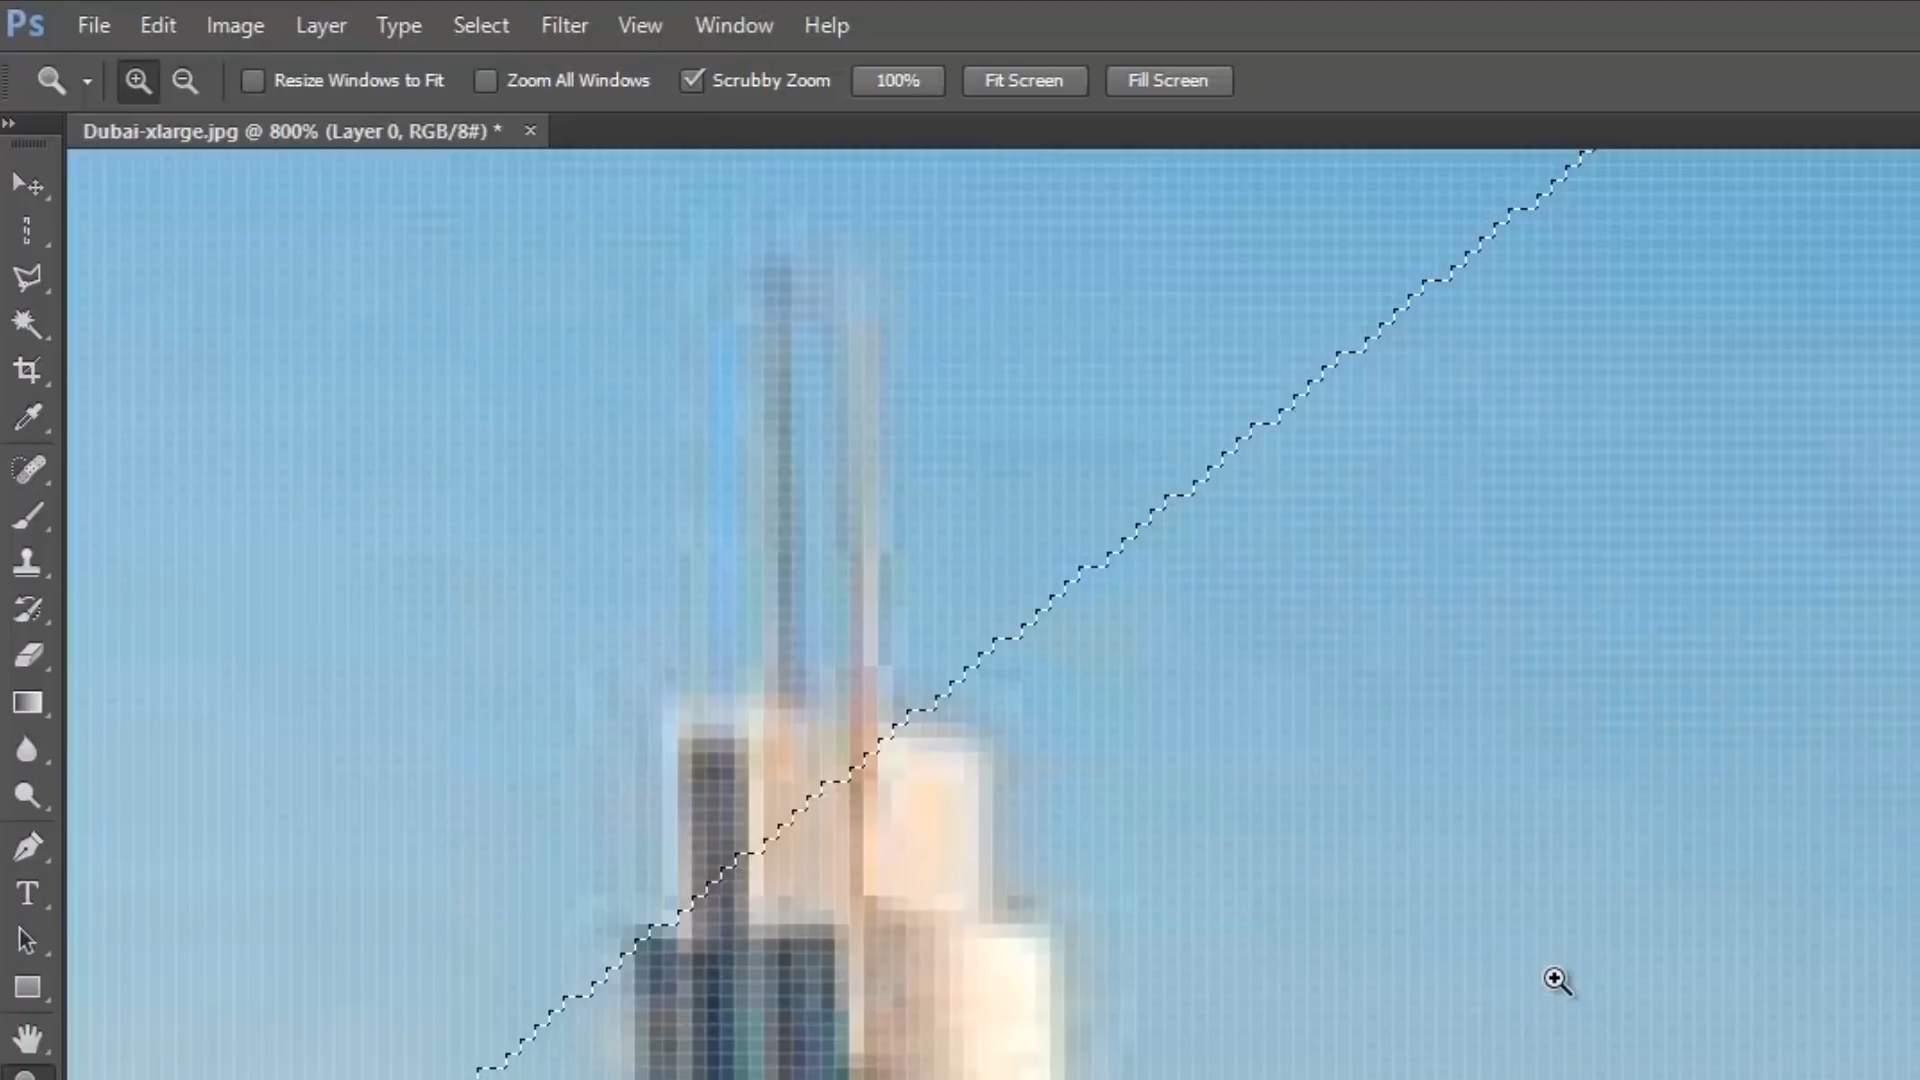 Ps File Edit Image Layer Type Select Filter View Window Help
Resize Windows to Fit Zoom All Windows Scrubby Zoom 100% Fit Screen Fill Screen
Dubai-xlarge.jpg @ 800% (Layer 0, RGB/8#) * ×
T